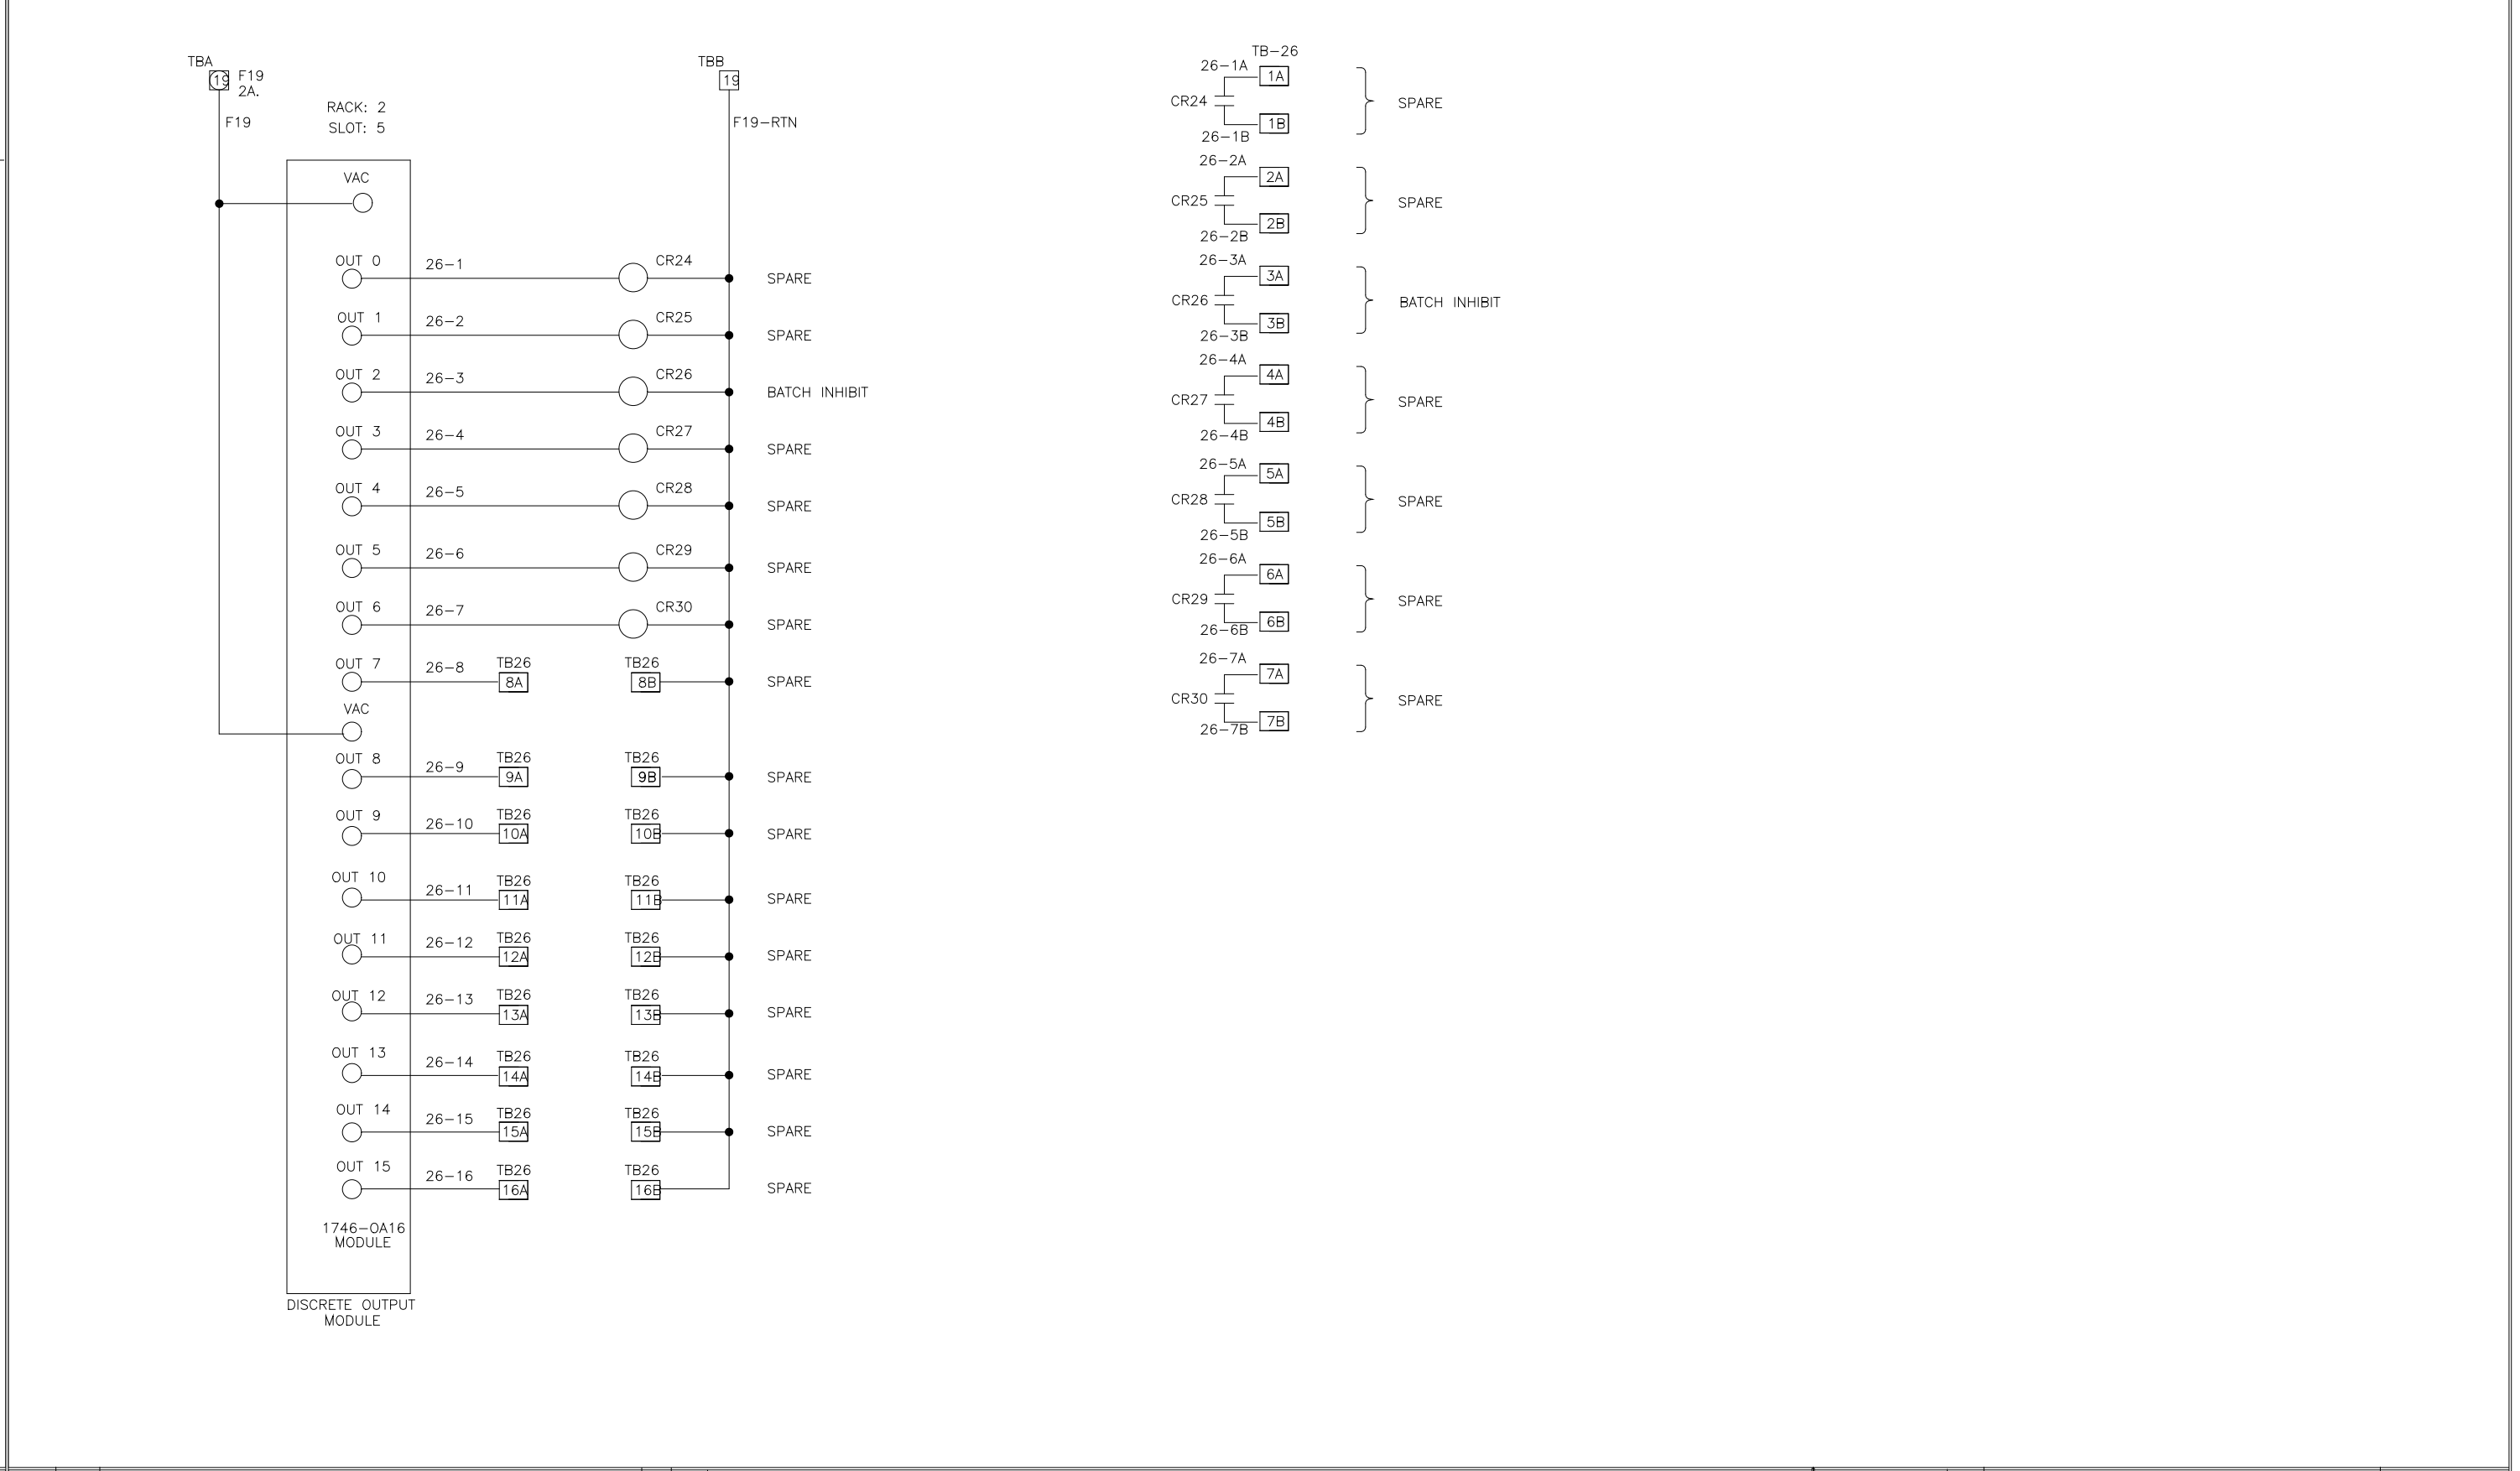 TBA
19 F19
2A.
F19
RACK: 2
SLOT: 5
TBB
19
F19-RTN
VAC
OUT 0 26-1 CR24 SPARE
OUT 1 26-2 CR25 SPARE
OUT 2 26-3 CR26 BATCH INHIBIT
OUT 3 26-4 CR27 SPARE
OUT 4 26-5 CR28 SPARE
OUT 5 26-6 CR29 SPARE
OUT 6 26-7 CR30 SPARE
OUT 7 26-8 TB26 TB26
8A 8B SPARE
VAC
OUT 8 26-9 TB26 TB26
9A 9B SPARE
OUT 9 26-10 TB26 TB26
10A 10B SPARE
OUT 10 26-11 TB26 TB26
11A 11B SPARE
OUT 11 26-12 TB26 TB26
12A 12B SPARE
OUT 12 26-13 TB26 TB26
13A 13B SPARE
OUT 13 26-14 TB26 TB26
14A 14B SPARE
OUT 14 26-15 TB26 TB26
15A 15B SPARE
OUT 15 26-16 TB26 TB26
16A 16B SPARE
1746-OA16
MODULE
DISCRETE OUTPUT
MODULE
TB-26
26-1A 1A
CR24 SPARE
26-1B 1B
26-2A 2A
CR25 SPARE
26-2B 2B
26-3A 3A
CR26 BATCH INHIBIT
26-3B 3B
26-4A 4A
CR27 SPARE
26-4B 4B
26-5A 5A
CR28 SPARE
26-5B 5B
26-6A 6A
CR29 SPARE
26-6B 6B
26-7A 7A
CR30 SPARE
26-7B 7B